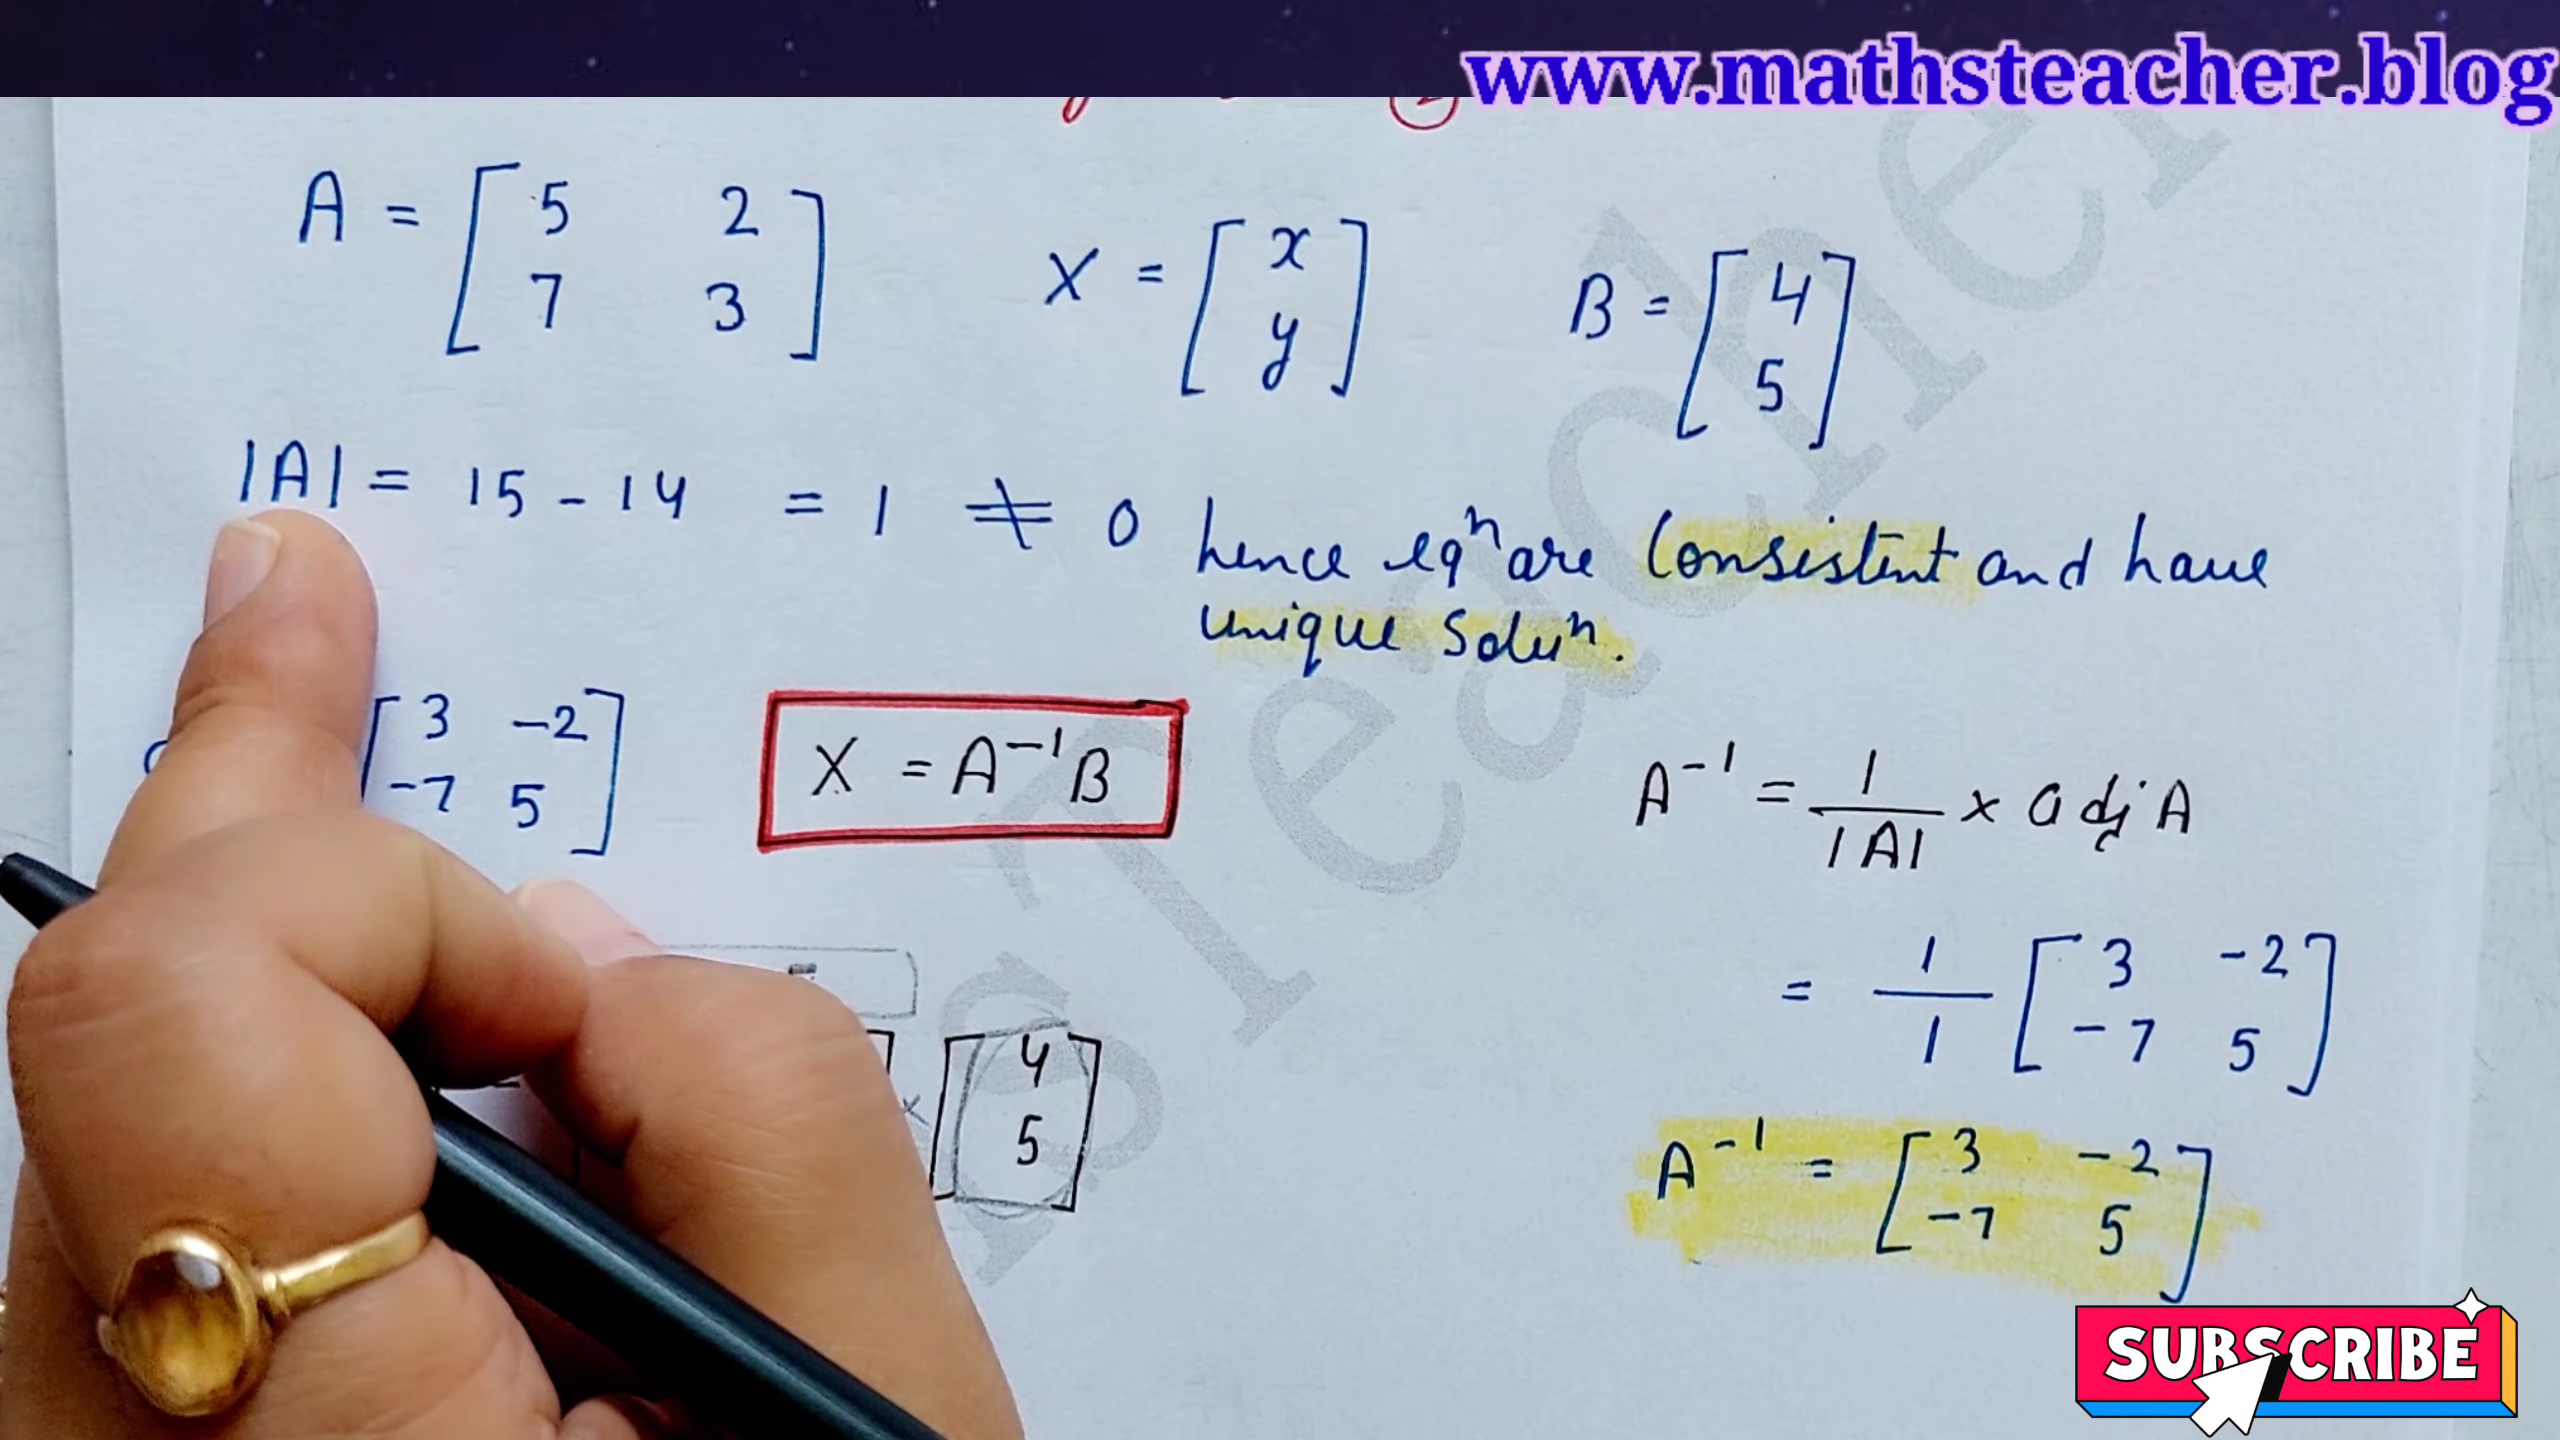 www.mathsteacher.blog
A = [ 5 2
7 3 ]
X = [ x
y ]
B = [ 4
5 ]
|A| = 15 - 14 = 1 ≠ 0 hence eqⁿ are Consistent and have
unique Soluⁿ.
[ 3 -2
-7 5 ]
X = A⁻¹B
A⁻¹ = 1/|A| × adj A
= 1/1 [ 3 -2
-7 5 ]
× [ 4
5 ]
A⁻¹ = [ 3 -2
-7 5 ]
Teacher
SUBSCRIBE